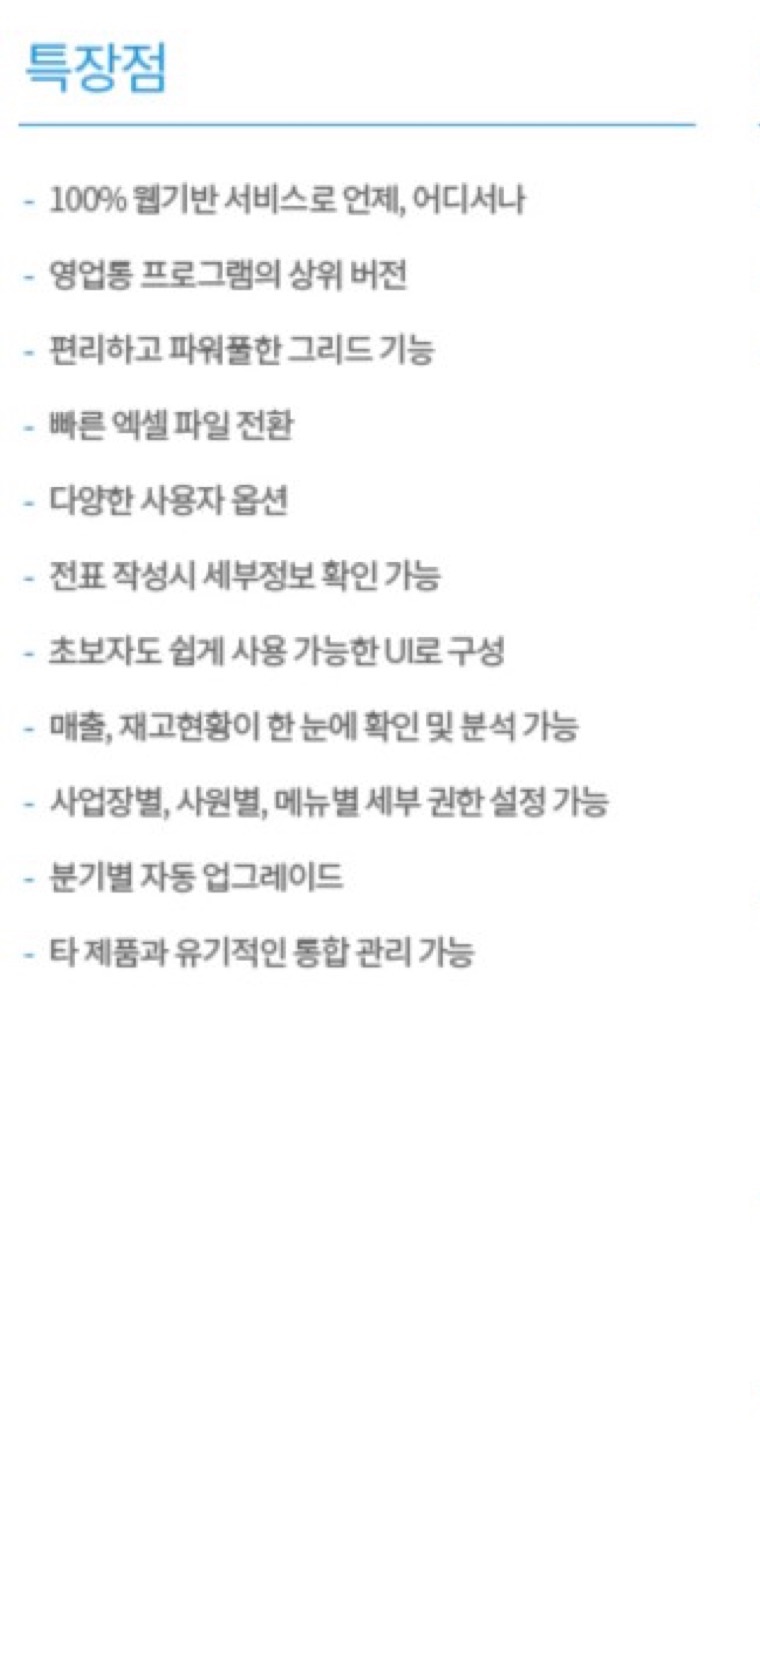 특장점
- 100% 웹기반 서비스로 언제, 어디서나
- 영업통 프로그램의 상위 버전
- 편리하고 파워풀한 그리드 기능
- 빠른 엑셀 파일 전환
- 다양한 사용자 옵션
- 전표 작성시 세부정보 확인 가능
- 초보자도 쉽게 사용 가능한 UI로 구성
- 매출, 재고현황이 한 눈에 확인 및 분석 가능
- 사업장별, 사원별, 메뉴별 세부 권한 설정 가능
- 분기별 자동 업그레이드
- 타 제품과 유기적인 통합 관리 가능